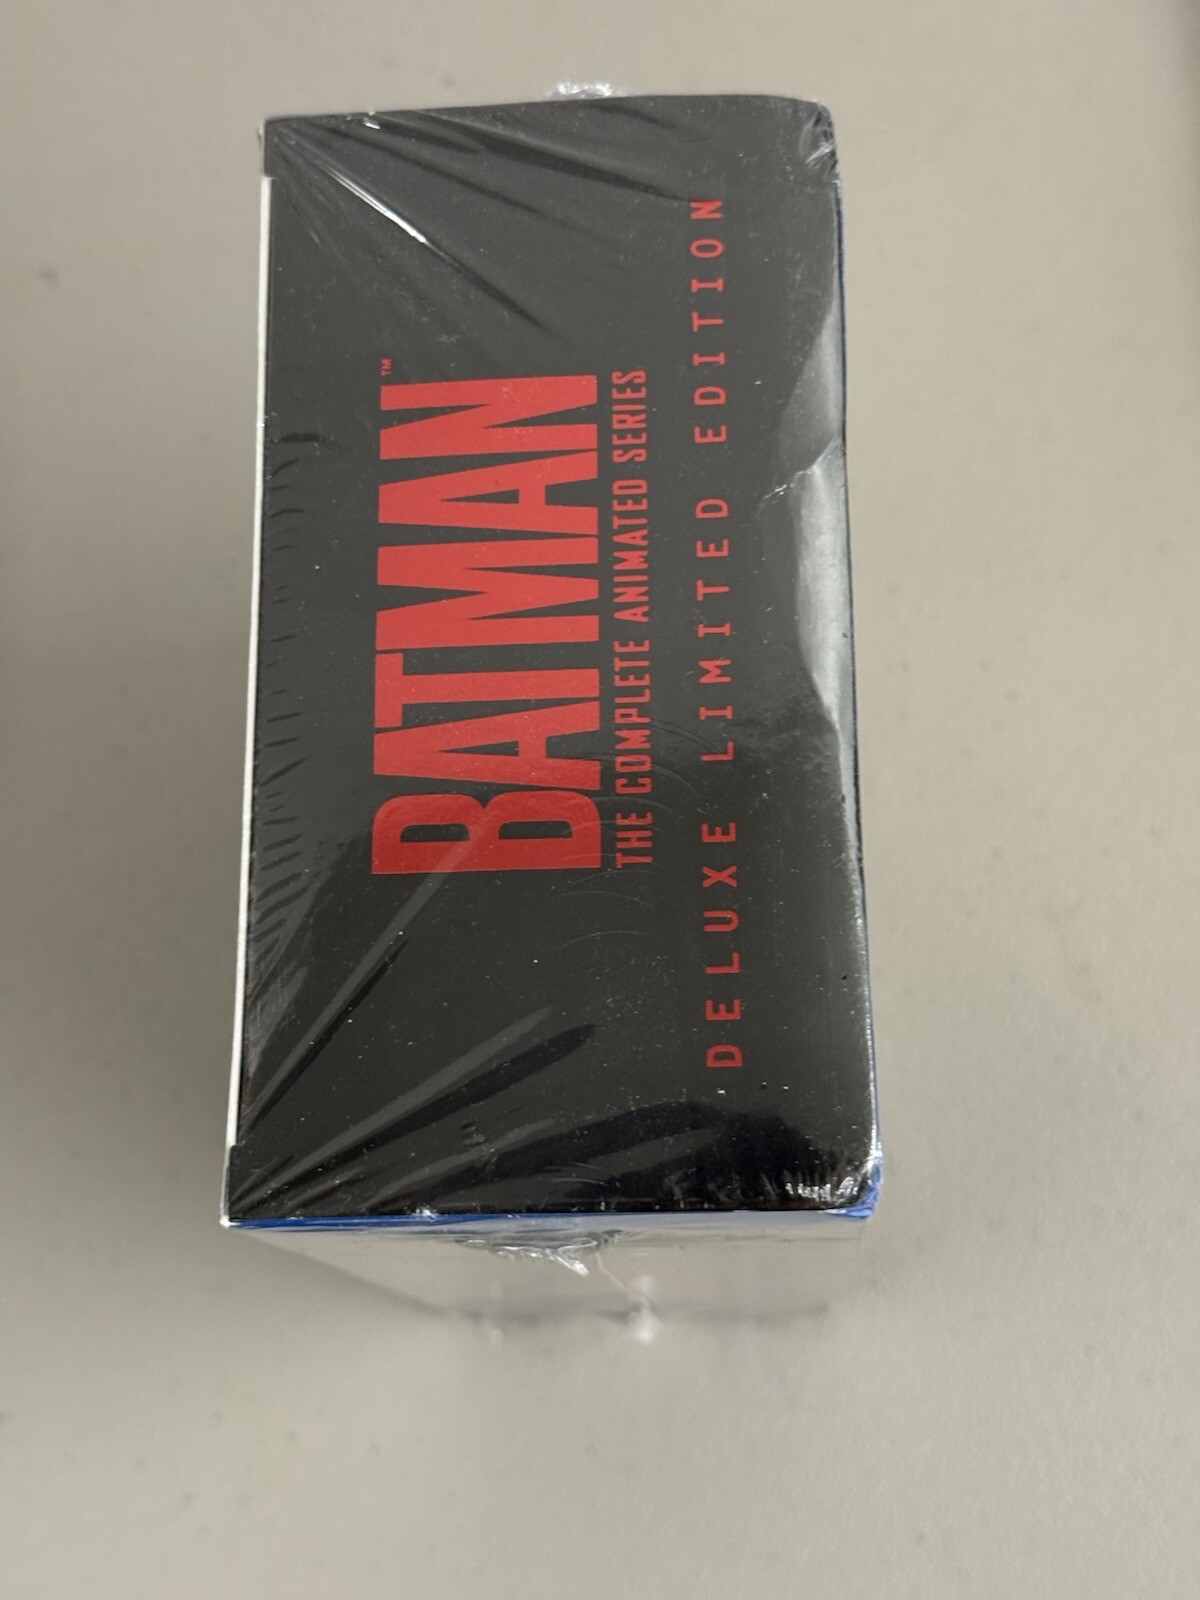 BATMAN™
THE COMPLETE ANIMATED SERIES
DELUXE LIMITED EDITION